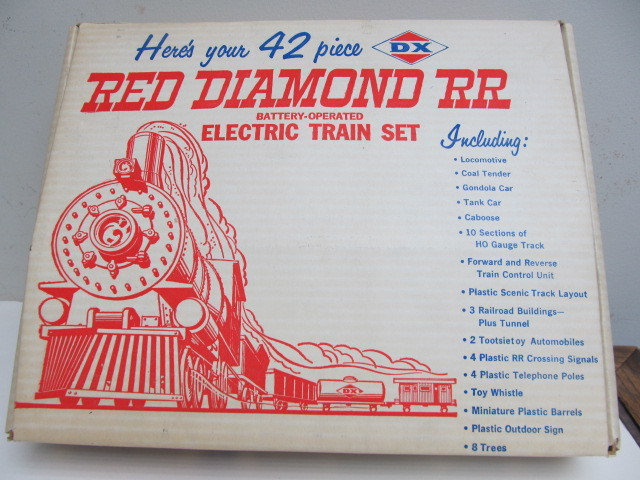 Here's your 42 piece DX
RED DIAMOND RR
BATTERY-OPERATED
ELECTRIC TRAIN SET
Including:
• Locomotive
• Coal Tender
• Gondola Car
• Tank Car
• Caboose
• 10 Sections of
HO Gauge Track
• Forward and Reverse
Train Control Unit
• Plastic Scenic Track Layout
• 3 Railroad Buildings—
Plus Tunnel
• 2 Tootsietoy Automobiles
• 4 Plastic RR Crossing Signals
• 4 Plastic Telephone Poles
• Toy Whistle
• Miniature Plastic Barrels
• Plastic Outdoor Sign
• 8 Trees
DX